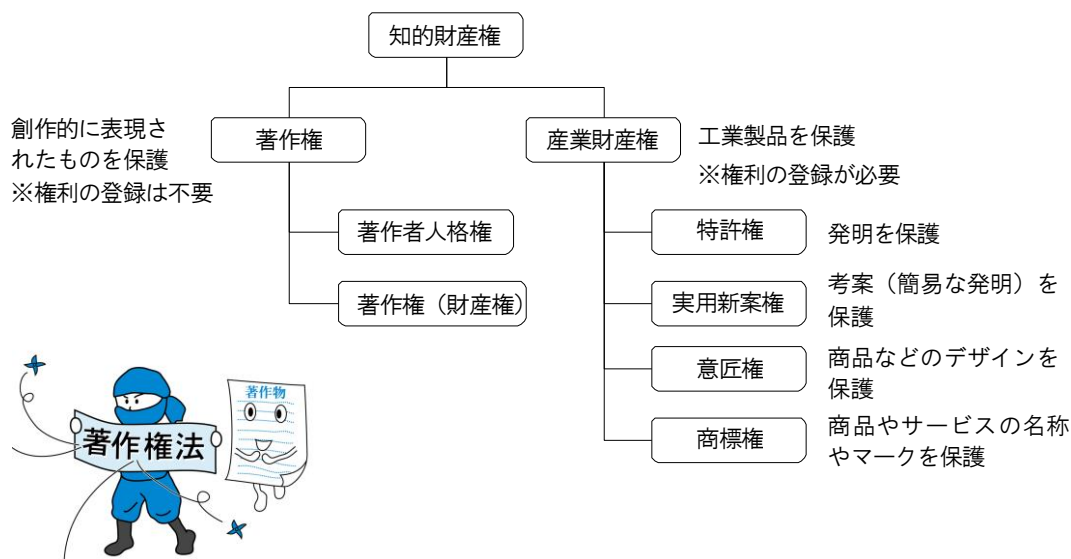 知的財産権
創作的に表現さ
れたものを保護
※権利の登録は不要
著作権
産業財産権
工業製品を保護
※権利の登録が必要
著作者人格権
著作権（財産権）
特許権
発明を保護
実用新案権
考案（簡易な発明）を
保護
意匠権
商品などのデザインを
保護
商標権
商品やサービスの名称
やマークを保護
著作物
著作権法